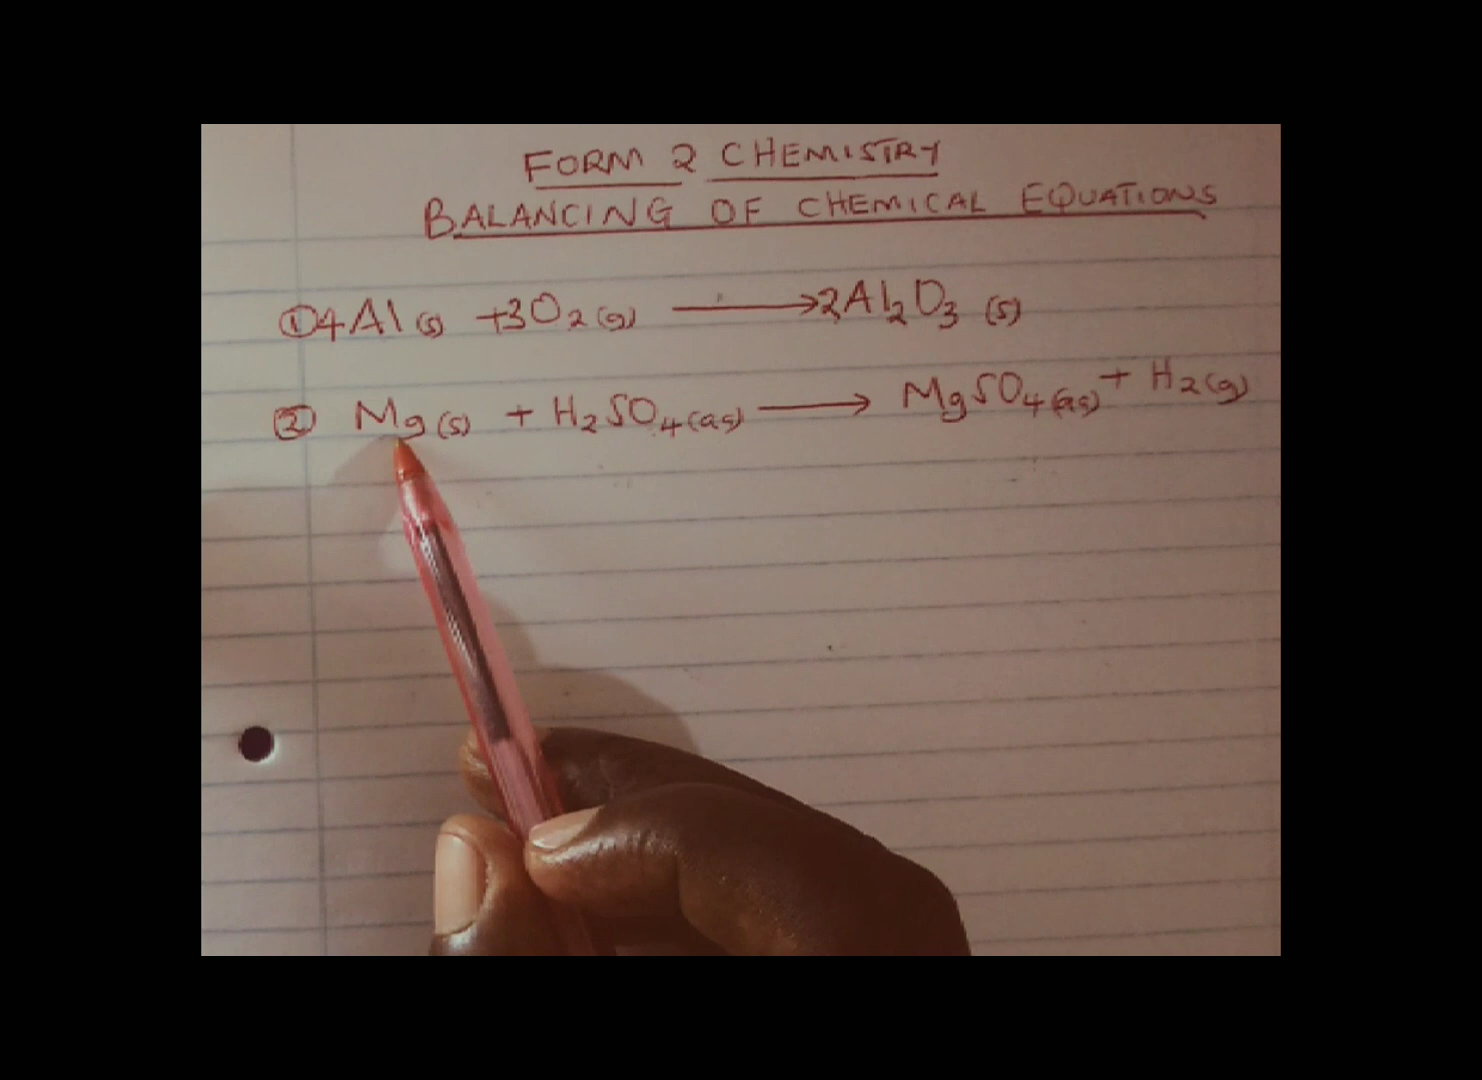 FORM 2 CHEMISTRY
BALANCING OF CHEMICAL EQUATIONS
① 4Al(s) + 3O₂(g) ⟶ 2Al₂O₃(s)
② Mg(s) + H₂SO₄(aq) ⟶ MgSO₄(aq) + H₂(g)